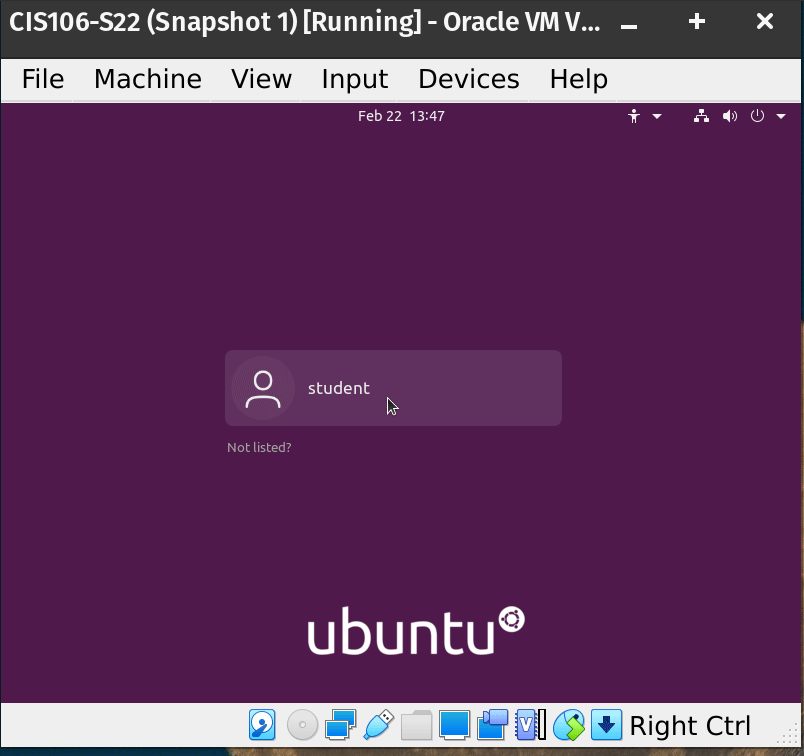 CIS106-S22 (Snapshot 1) [Running] - Oracle VM V...
File Machine View Input Devices Help
Feb 22 13:47
student
Not listed?
ubuntu
V
Right Ctrl